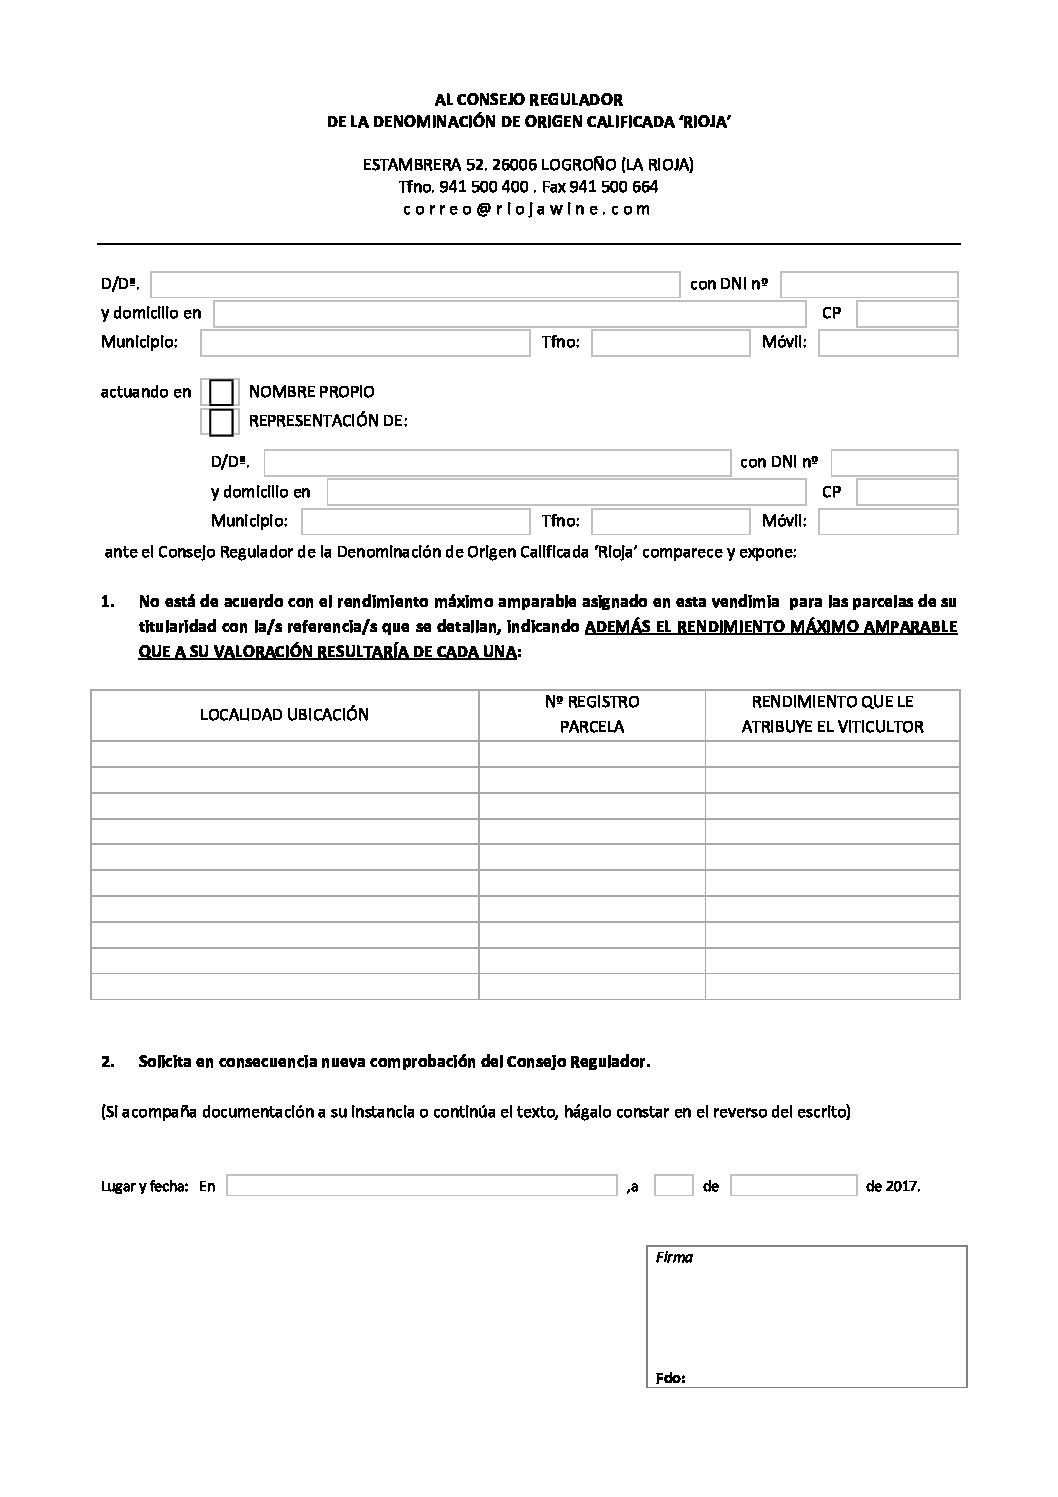 AL CONSEJO REGULADOR
DE LA DENOMINACIÓN DE ORIGEN CALIFICADA ‘RIOJA’
ESTAMBRERA 52. 26006 LOGROÑO (LA RIOJA)
Tfno. 941 500 400 . Fax 941 500 664
correo@riojawine.com
D/Dª. con DNI nº
y domicilio en CP
Municipio: Tfno: Móvil:
actuando en NOMBRE PROPIO
REPRESENTACIÓN DE:
D/Dª. con DNI nº
y domicilio en CP
Municipio: Tfno: Móvil:
ante el Consejo Regulador de la Denominación de Origen Calificada ‘Rioja’ comparece y expone:
1. No está de acuerdo con el rendimiento máximo amparable asignado en esta vendimia para las parcelas de su
titularidad con la/s referencia/s que se detallan, indicando ADEMÁS EL RENDIMIENTO MÁXIMO AMPARABLE
QUE A SU VALORACIÓN RESULTARÍA DE CADA UNA:
LOCALIDAD UBICACIÓN
Nº REGISTRO
PARCELA
RENDIMIENTO QUE LE
ATRIBUYE EL VITICULTOR
2. Solicita en consecuencia nueva comprobación del Consejo Regulador.
(Si acompaña documentación a su instancia o continúa el texto, hágalo constar en el reverso del escrito)
Lugar y fecha: En ,a de de 2017.
Firma
Fdo: